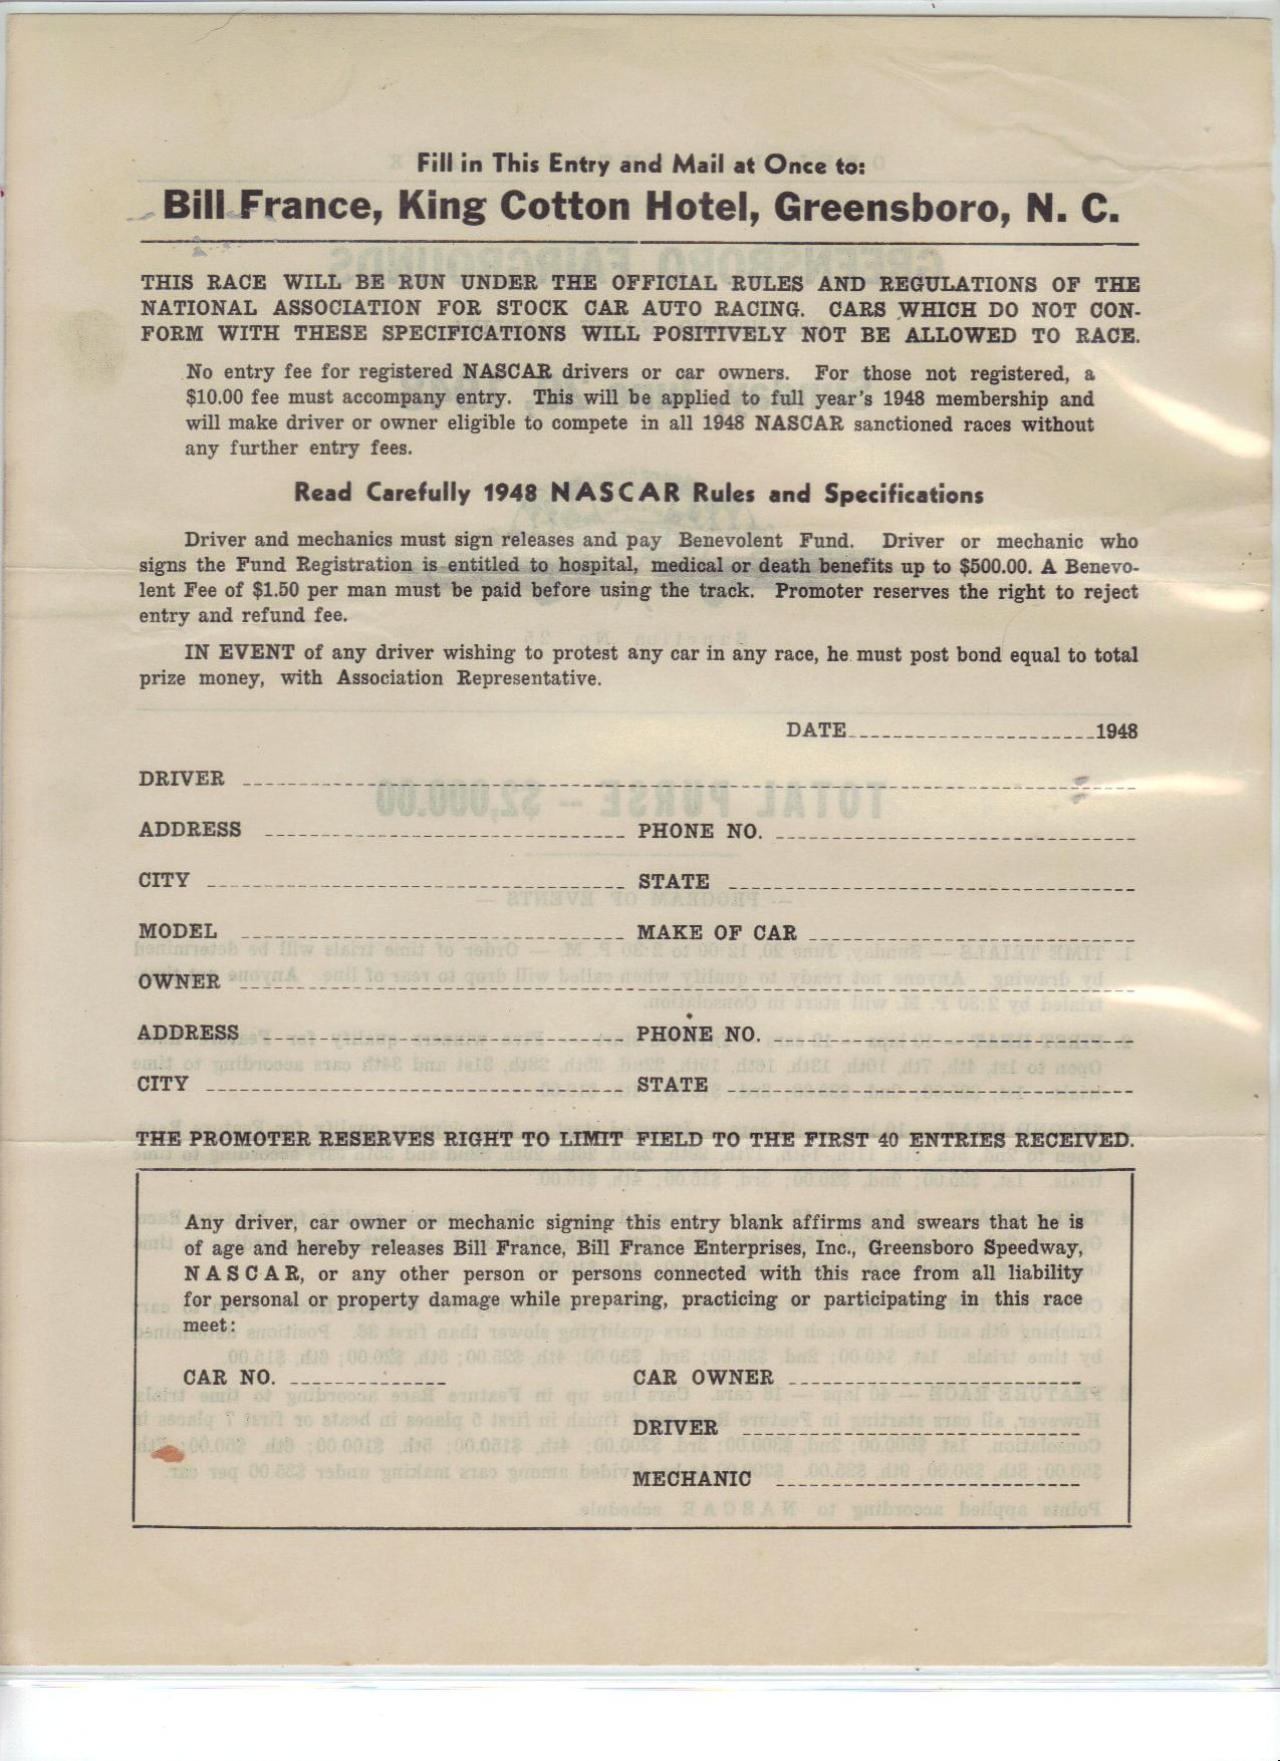 Fill in This Entry and Mail at Once to:
Bill France, King Cotton Hotel, Greensboro, N. C.
THIS RACE WILL BE RUN UNDER THE OFFICIAL RULES AND REGULATIONS OF THE
NATIONAL ASSOCIATION FOR STOCK CAR AUTO RACING. CARS WHICH DO NOT CON-
FORM WITH THESE SPECIFICATIONS WILL POSITIVELY NOT BE ALLOWED TO RACE.
No entry fee for registered NASCAR drivers or car owners. For those not registered, a
$10.00 fee must accompany entry. This will be applied to full year's 1948 membership and
will make driver or owner eligible to compete in all 1948 NASCAR sanctioned races without
any further entry fees.
Read Carefully 1948 NASCAR Rules and Specifications
Driver and mechanics must sign releases and pay Benevolent Fund. Driver or mechanic who
signs the Fund Registration is entitled to hospital, medical or death benefits up to $500.00. A Benevo-
lent Fee of $1.50 per man must be paid before using the track. Promoter reserves the right to reject
entry and refund fee.
IN EVENT of any driver wishing to protest any car in any race, he must post bond equal to total
prize money, with Association Representative.
DATE 1948
DRIVER
ADDRESS PHONE NO.
CITY STATE
MODEL MAKE OF CAR
OWNER
ADDRESS PHONE NO.
CITY STATE
THE PROMOTER RESERVES RIGHT TO LIMIT FIELD TO THE FIRST 40 ENTRIES RECEIVED.
Any driver, car owner or mechanic signing this entry blank affirms and swears that he is
of age and hereby releases Bill France, Bill France Enterprises, Inc., Greensboro Speedway,
NASCAR, or any other person or persons connected with this race from all liability
for personal or property damage while preparing, practicing or participating in this race
meet:
CAR NO. CAR OWNER
DRIVER
MECHANIC